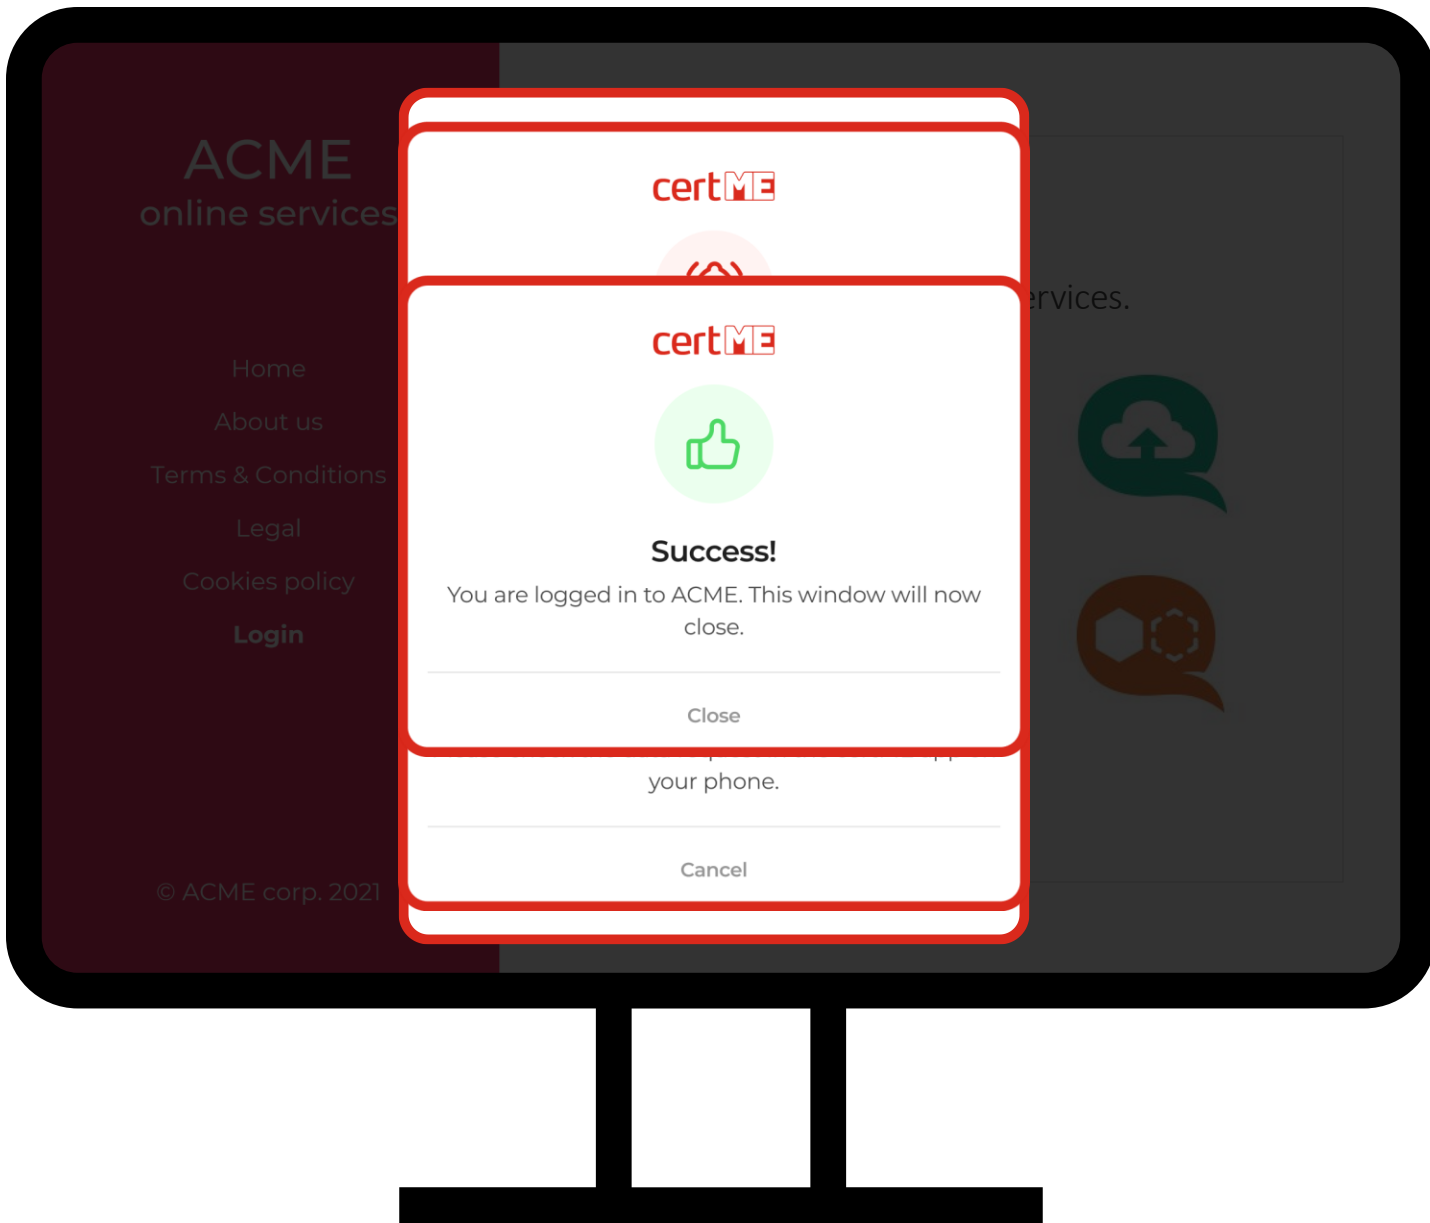 ACME
online services
Home
About us
Terms & Conditions
Legal
Cookies policy
Login
© ACME corp. 2021
certME
certME
Success!
You are logged in to ACME. This window will now
close.
Close
your phone.
Cancel